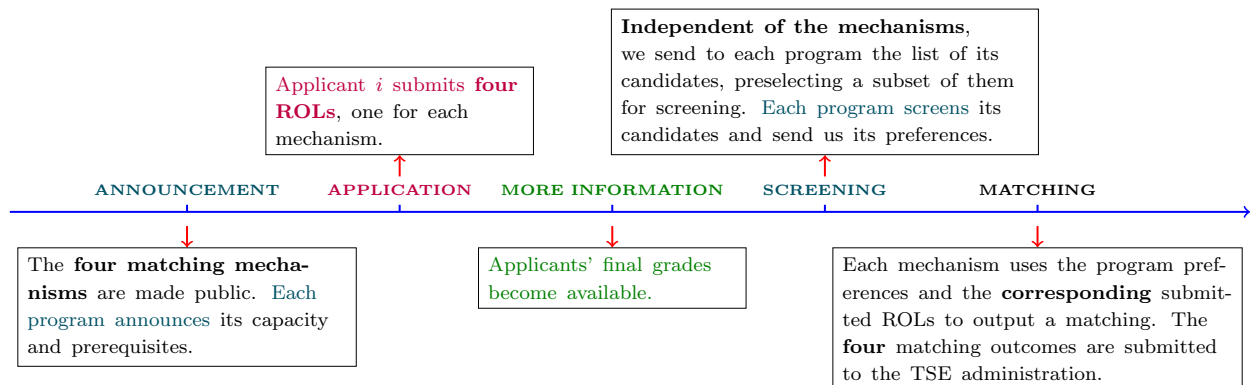 Independent of the mechanisms,
we send to each program the list of its
candidates, preselecting a subset of them
for screening. Each program screens its
candidates and send us its preferences.
Applicant i submits four
ROLs, one for each
mechanism.
ANNOUNCEMENT
APPLICATION
MORE INFORMATION
SCREENING
MATCHING
The four matching mecha-
nisms are made public. Each
program announces its capacity
and prerequisites.
Applicants' final grades
become available.
Each mechanism uses the program pref-
erences and the corresponding submit-
ted ROLs to output a matching. The
four matching outcomes are submitted
to the TSE administration.